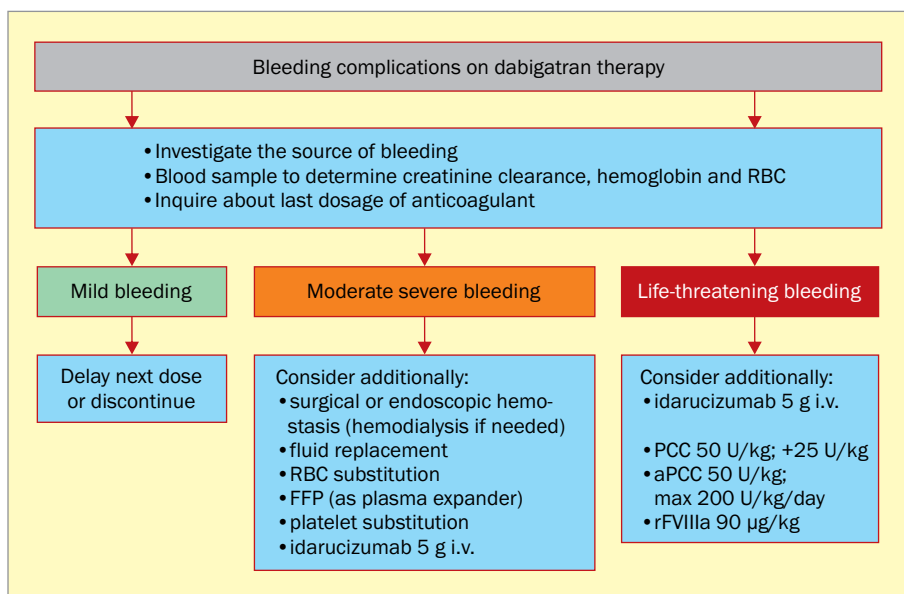 Bleeding complications on dabigatran therapy
•Investigate the source of bleeding
•Blood sample to determine creatinine clearance, hemoglobin and RBC
•Inquire about last dosage of anticoagulant
Mild bleeding
Delay next dose
or discontinue
Moderate severe bleeding
Consider additionally:
•surgical or endoscopic hemo-
stasis (hemodialysis if needed)
•fluid replacement
•RBC substitution
•FFP (as plasma expander)
•platelet substitution
•idarucizumab 5 g i.v.
Life-threatening bleeding
Consider additionally:
•idarucizumab 5 g i.v.
•PCC 50 U/kg; +25 U/kg
•aPCC 50 U/kg;
max 200 U/kg/day
•rFVIIIa 90 µg/kg